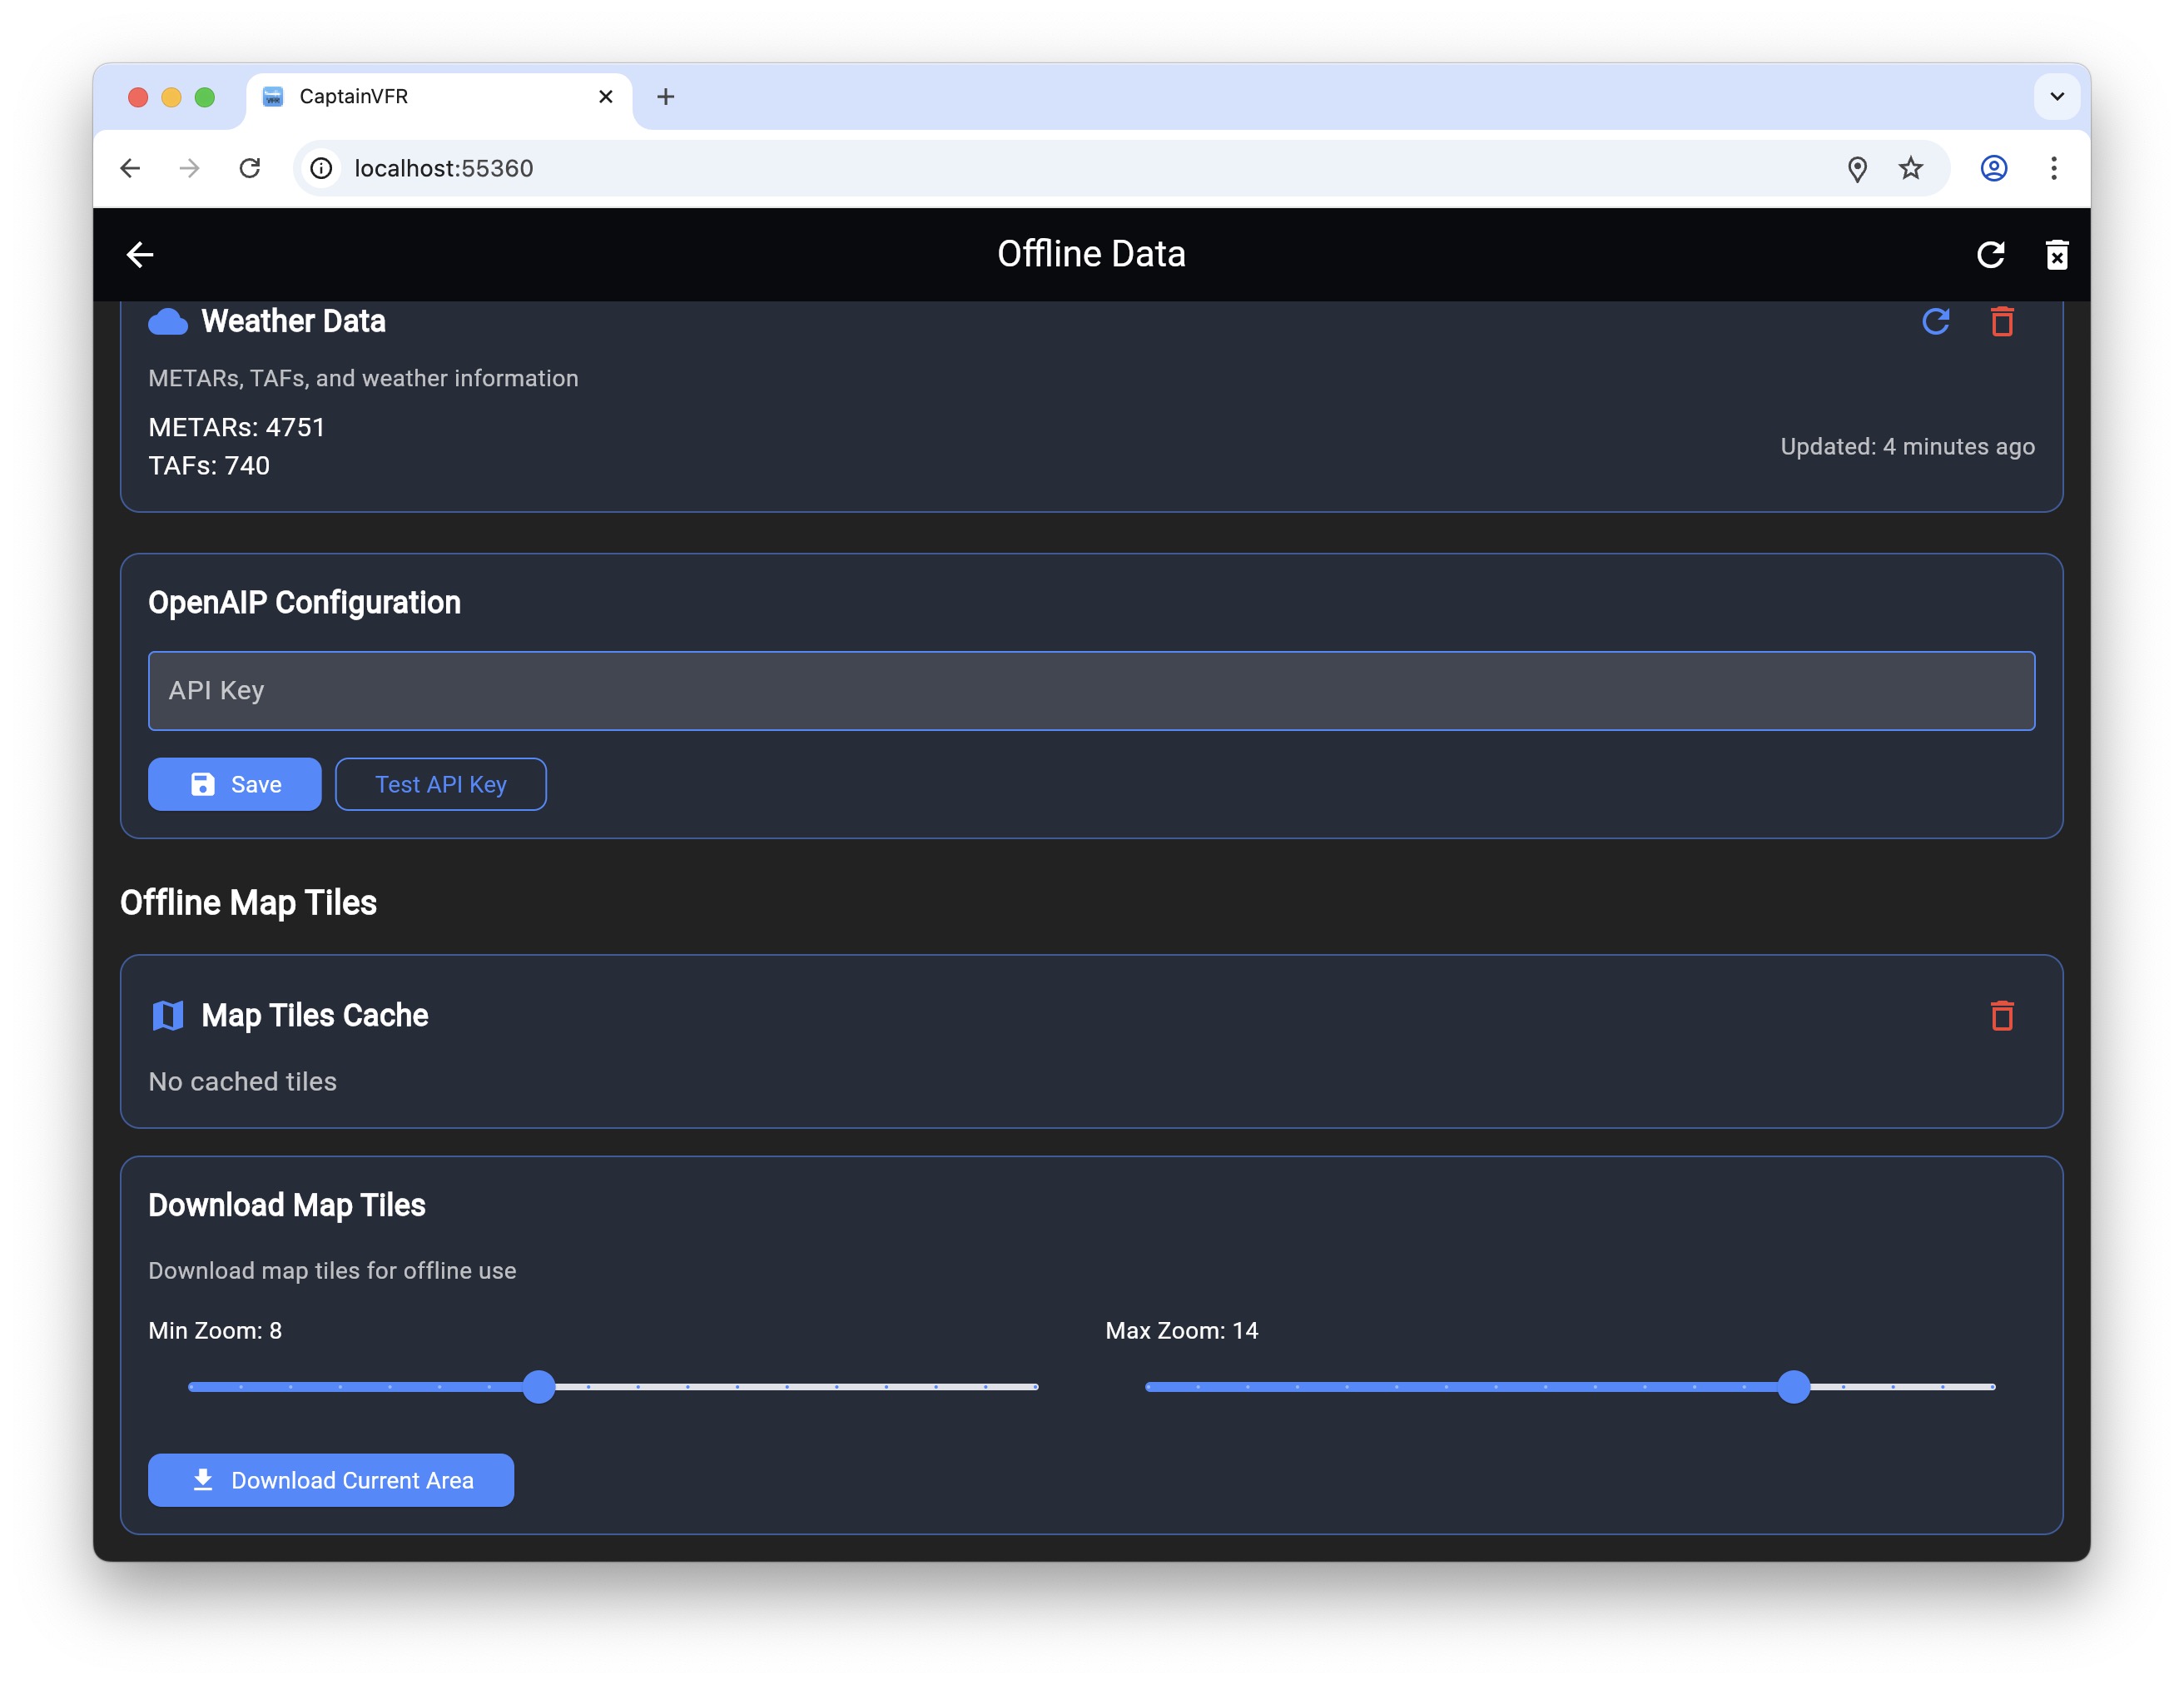 CaptainVFR
localhost:55360
Offline Data
Weather Data
METARs, TAFs, and weather information
METARs: 4751
TAFs: 740
Updated: 4 minutes ago
OpenAIP Configuration
API Key
Save
Test API Key
Offline Map Tiles
Map Tiles Cache
No cached tiles
Download Map Tiles
Download map tiles for offline use
Min Zoom: 8
Max Zoom: 14
Download Current Area